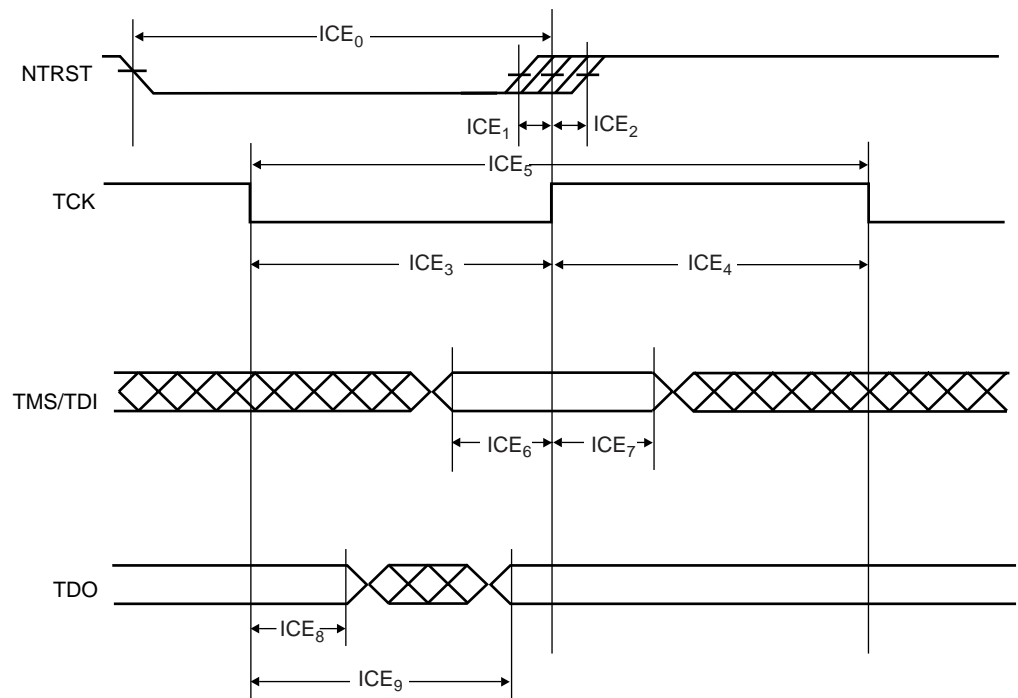 ICE₀
NTRST
ICE₁ ICE₂
ICE₅
TCK
ICE₃ ICE₄
TMS/TDI
ICE₆ ICE₇
TDO
ICE₈
ICE₉